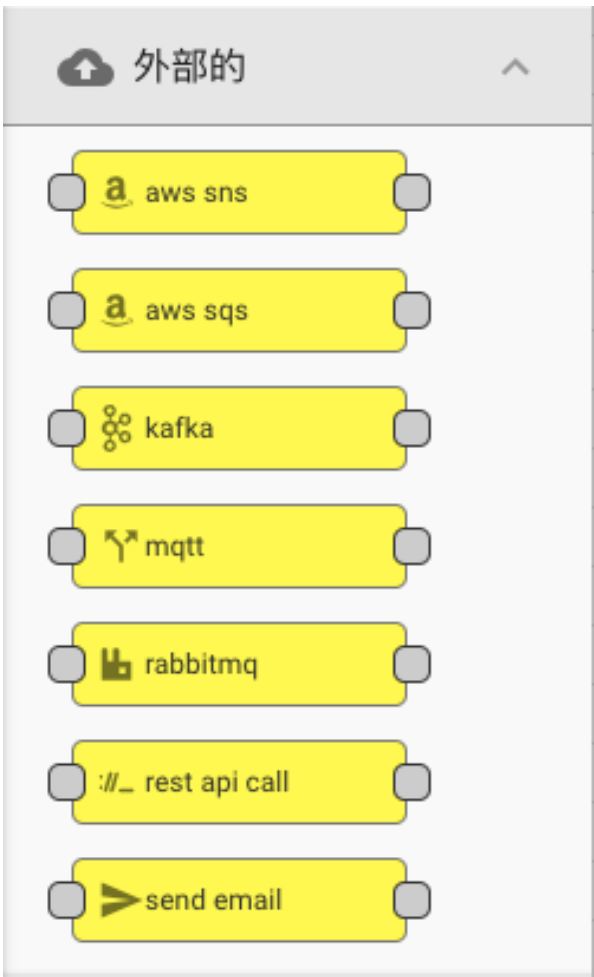 外部的
aws sns
aws sqs
kafka
mqtt
rabbitmq
rest api call
send email